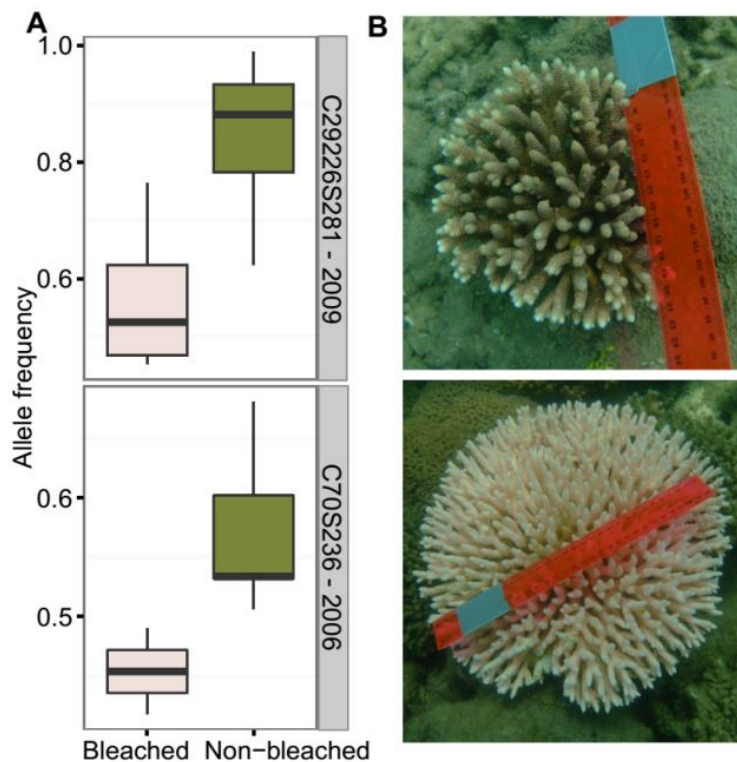 A
B
1.0
0.8
0.6
C29226S281 - 2009
Allele frequency
0.6
0.5
C70S236 - 2006
Bleached
Non-bleached